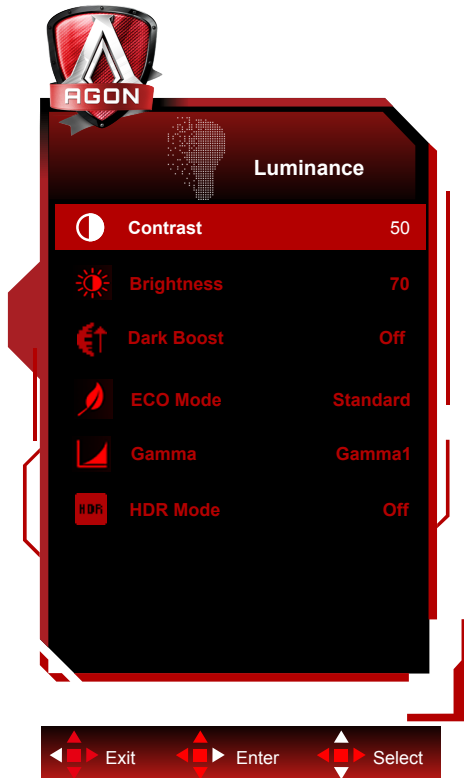 AGON
Luminance
Contrast 50
Brightness 70
Dark Boost Off
ECO Mode Standard
Gamma Gamma1
HDR HDR Mode Off
Exit Enter Select